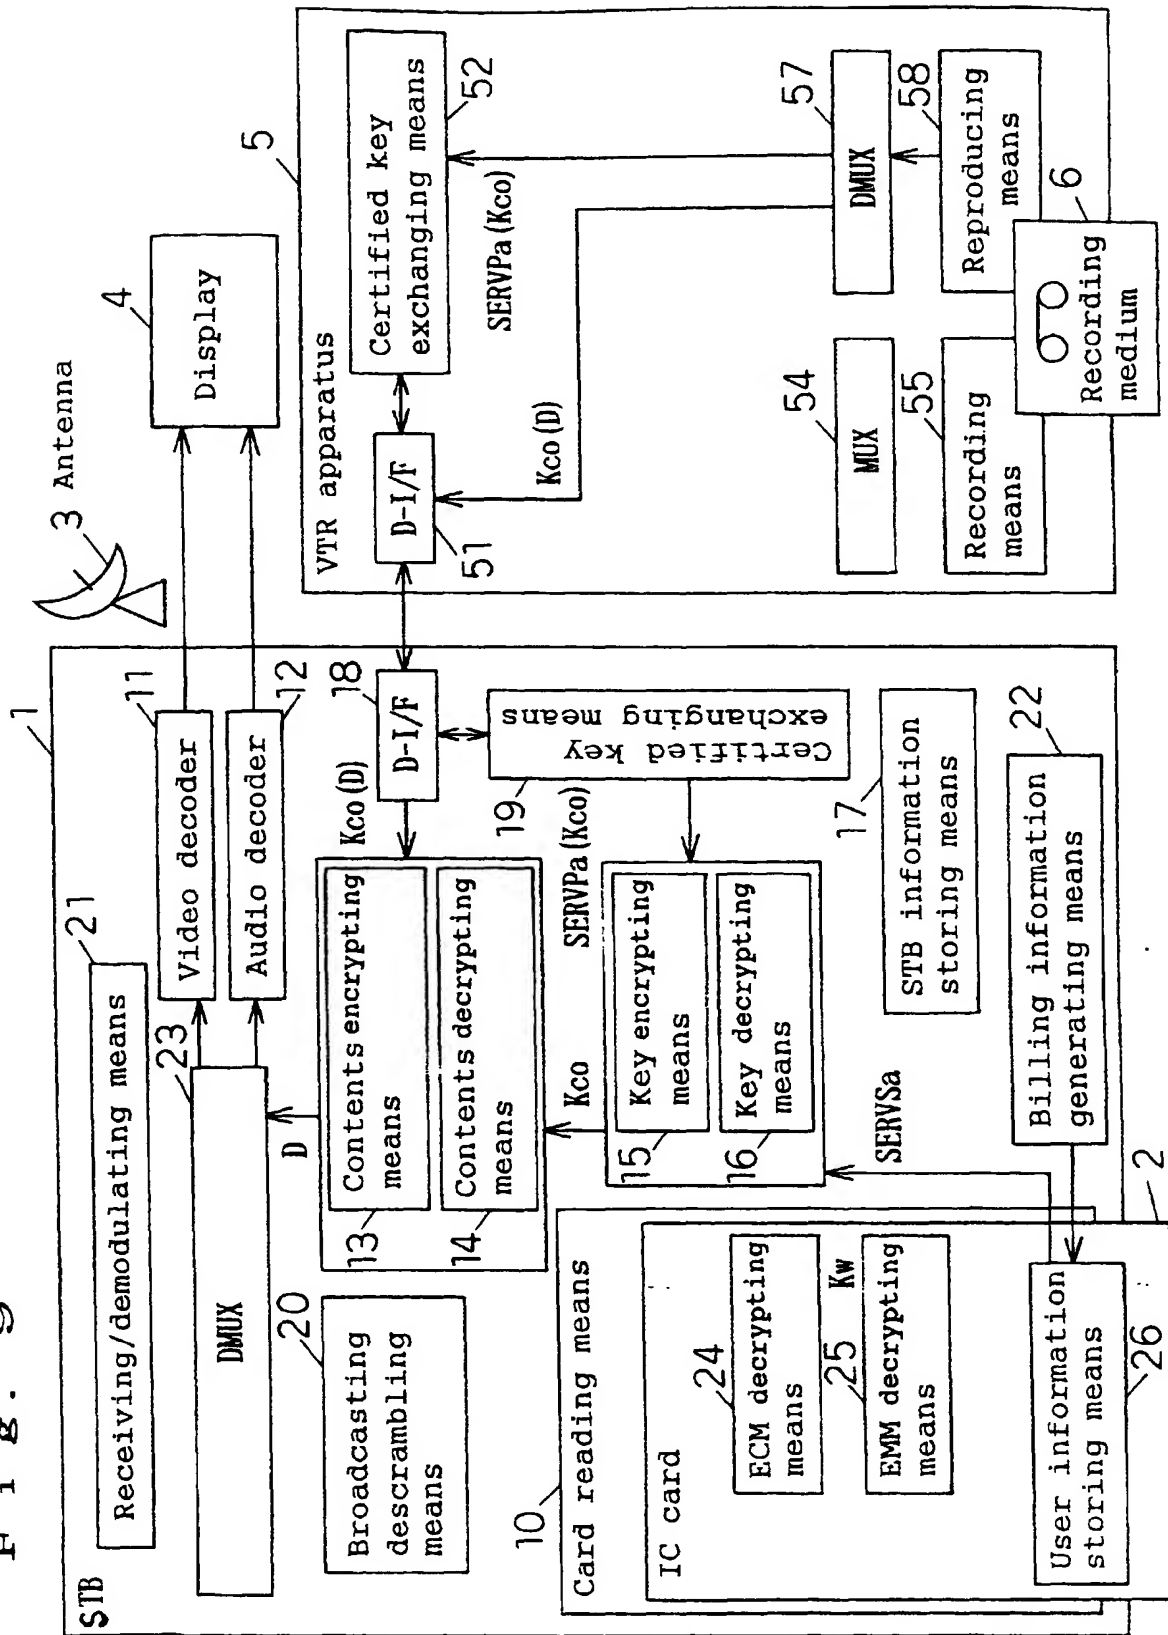 Fig. 9
1
STB
21
Receiving/demodulating means
23
DMUX
11
Video decoder
12
Audio decoder
3 Antenna
4
Display
D
20
Broadcasting
descrambling
means
13
Contents encrypting
means
14
Contents decrypting
means
Kco(D)
18
D-I/F
19
Certified key
exchanging means
SERVPa(Kco)
Kco
15
Key encrypting
means
16
Key decrypting
means
SERVSa
17
STB information
storing means
22
Billing information
generating means
10
Card reading means
2
IC card
24
ECM decrypting
means
Kw
25
EMM decrypting
means
User information
storing means
26
5
VTR apparatus
51
D-I/F
52
Certified key
exchanging means
SERVPa(Kco)
Kco(D)
54
MUX
57
DMUX
55
Recording
means
58
Reproducing
means
6
Recording
medium